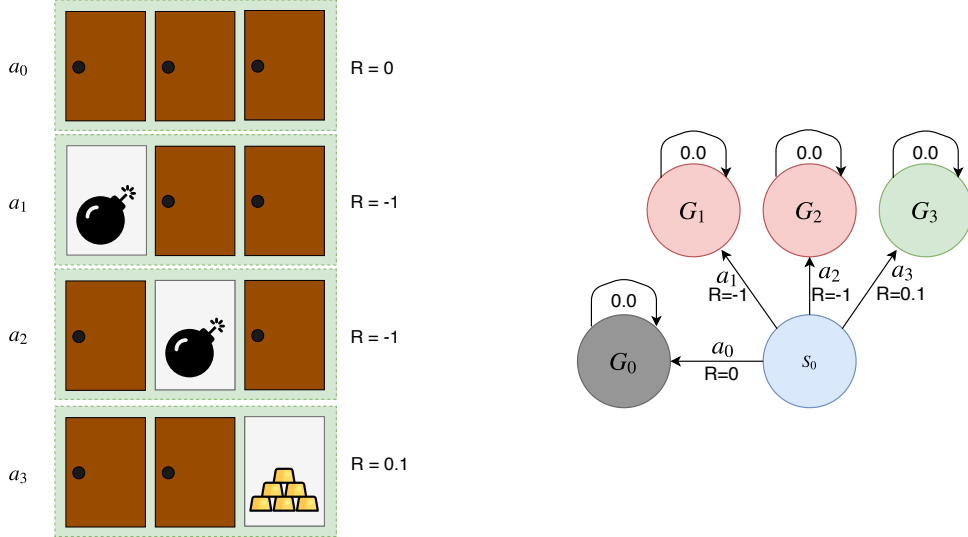 a₀
R = 0
a₁
R = -1
a₂
R = -1
a₃
R = 0.1
0.0
0.0
0.0
G₁
G₂
G₃
a₁
R=-1
a₂
R=-1
a₃
R=0.1
0.0
G₀
a₀
R=0
s₀